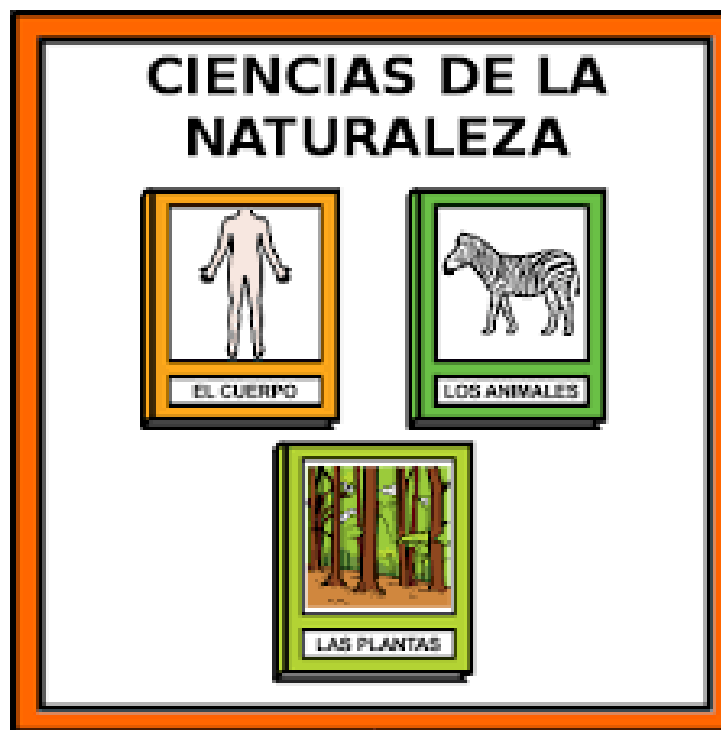 CIENCIAS DE LA
NATURALEZA
EL CUERPO
LOS ANIMALES
LAS PLANTAS